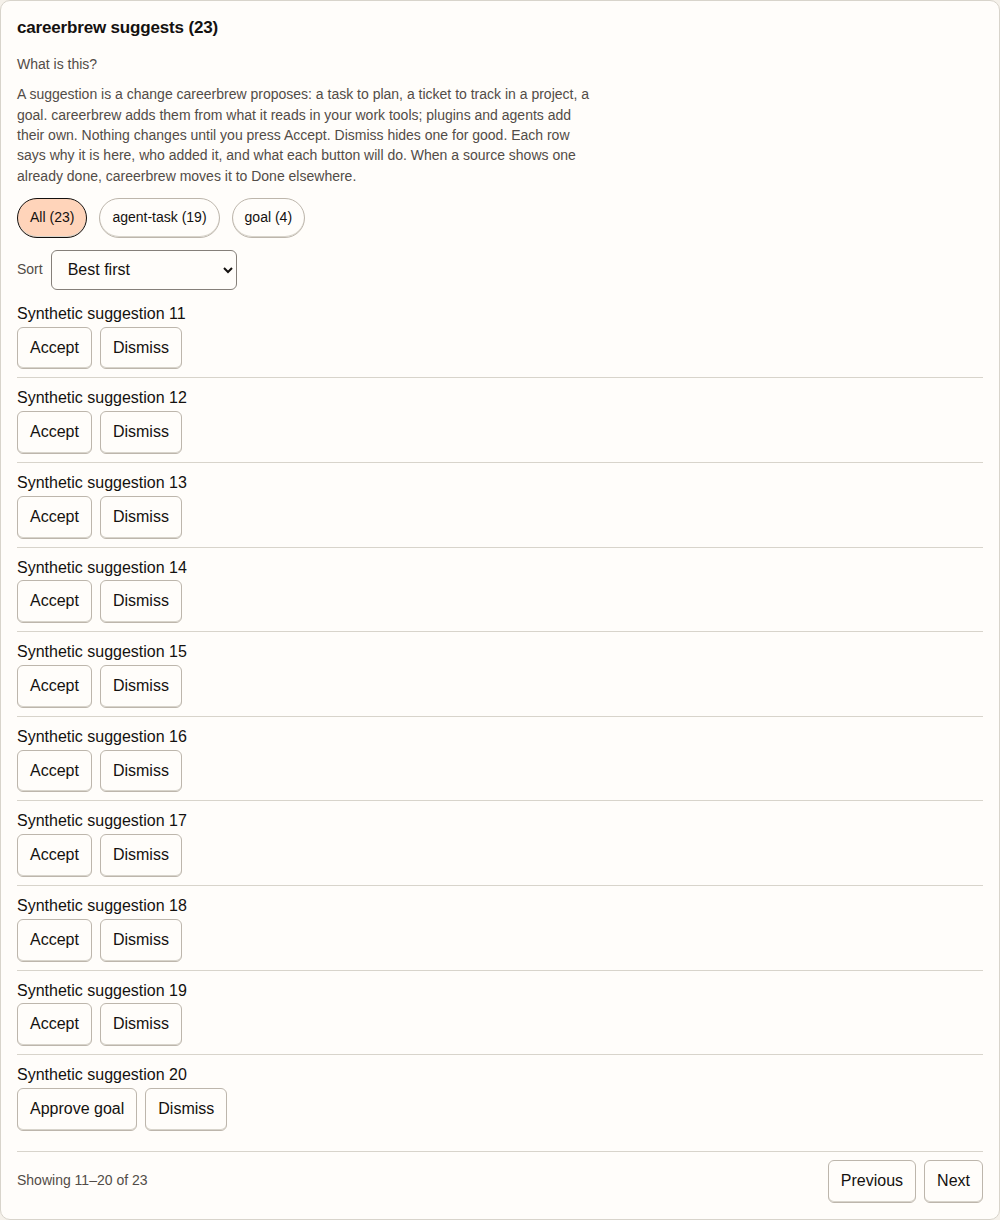 careerbrew suggests (23)
What is this?
A suggestion is a change careerbrew proposes: a task to plan, a ticket to track in a project, a
goal. careerbrew adds them from what it reads in your work tools; plugins and agents add
their own. Nothing changes until you press Accept. Dismiss hides one for good. Each row
says why it is here, who added it, and what each button will do. When a source shows one
already done, careerbrew moves it to Done elsewhere.
All (23) agent-task (19) goal (4)
Sort Best first
Synthetic suggestion 11
Accept Dismiss
Synthetic suggestion 12
Accept Dismiss
Synthetic suggestion 13
Accept Dismiss
Synthetic suggestion 14
Accept Dismiss
Synthetic suggestion 15
Accept Dismiss
Synthetic suggestion 16
Accept Dismiss
Synthetic suggestion 17
Accept Dismiss
Synthetic suggestion 18
Accept Dismiss
Synthetic suggestion 19
Accept Dismiss
Synthetic suggestion 20
Approve goal Dismiss
Showing 11–20 of 23 Previous Next